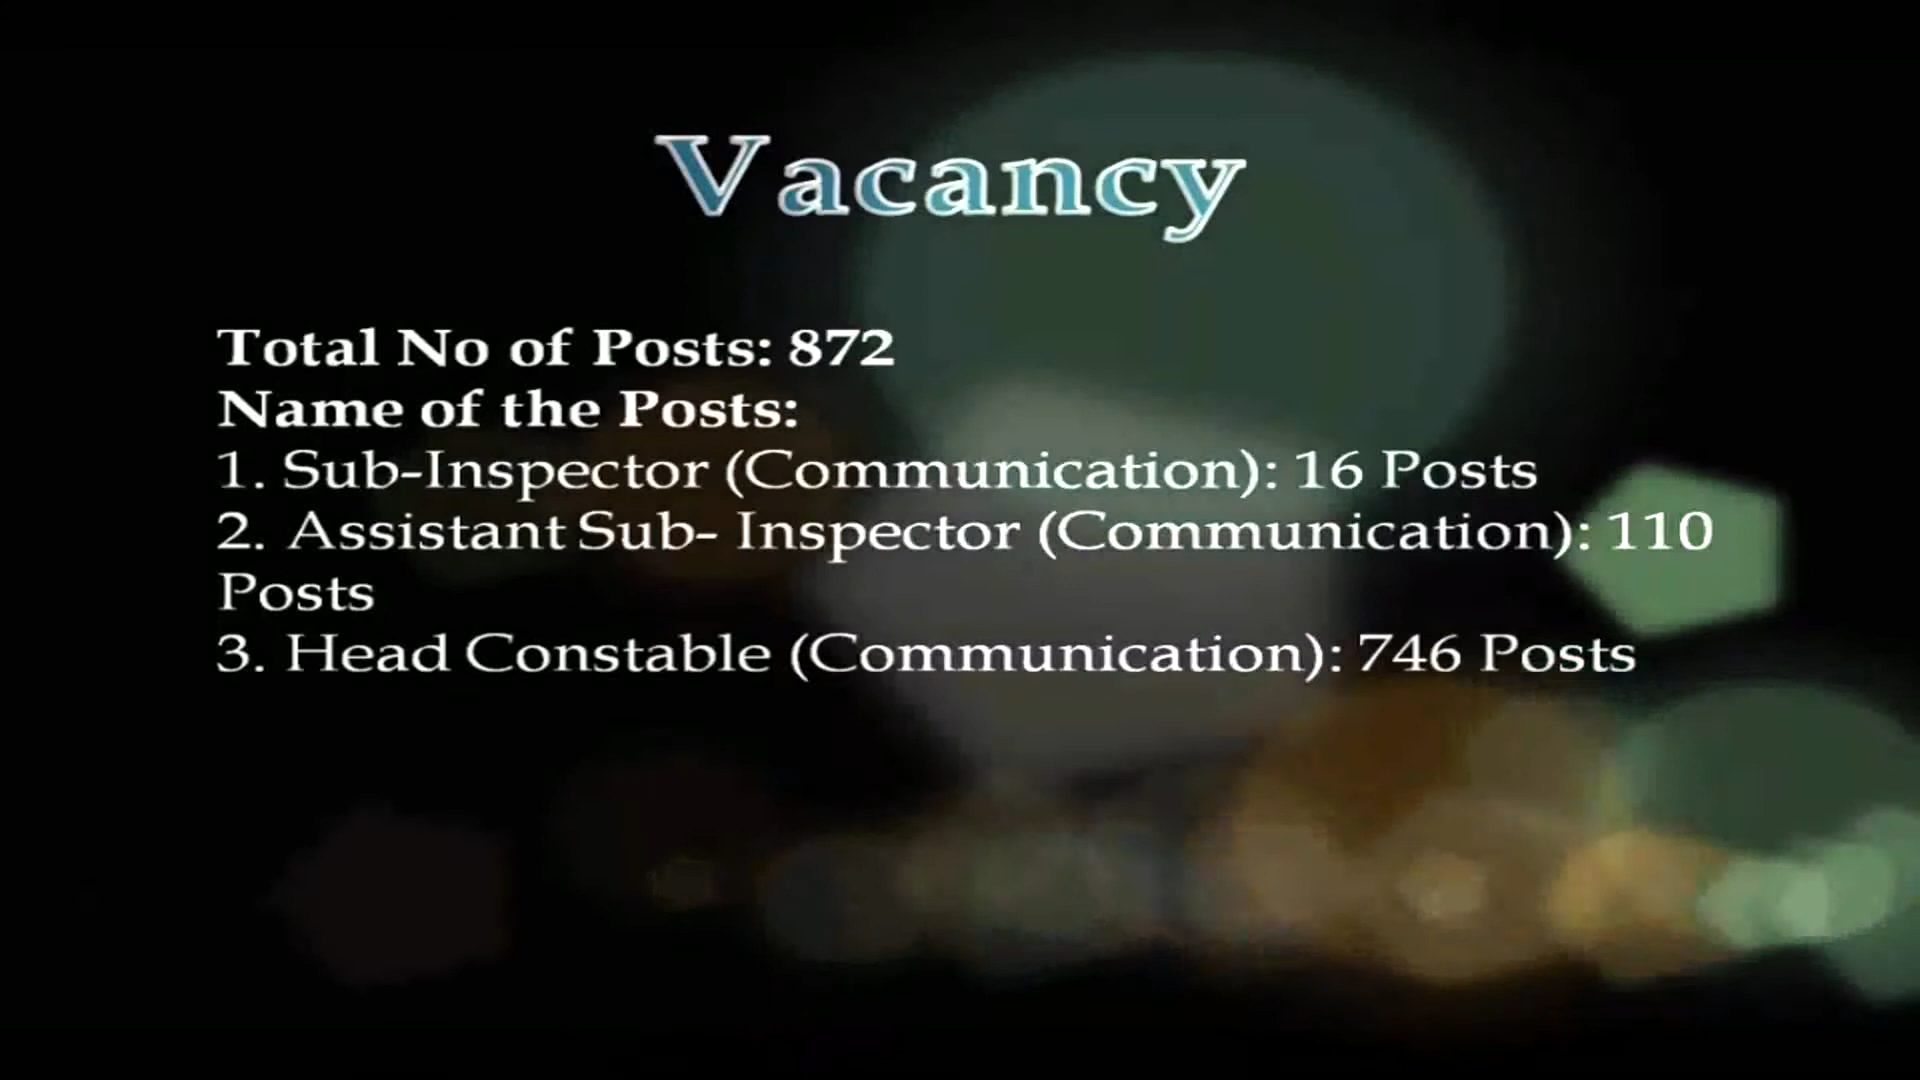 Vacancy
Total No of Posts: 872
Name of the Posts:
1. Sub-Inspector (Communication): 16 Posts
2. Assistant Sub- Inspector (Communication): 110
Posts
3. Head Constable (Communication): 746 Posts